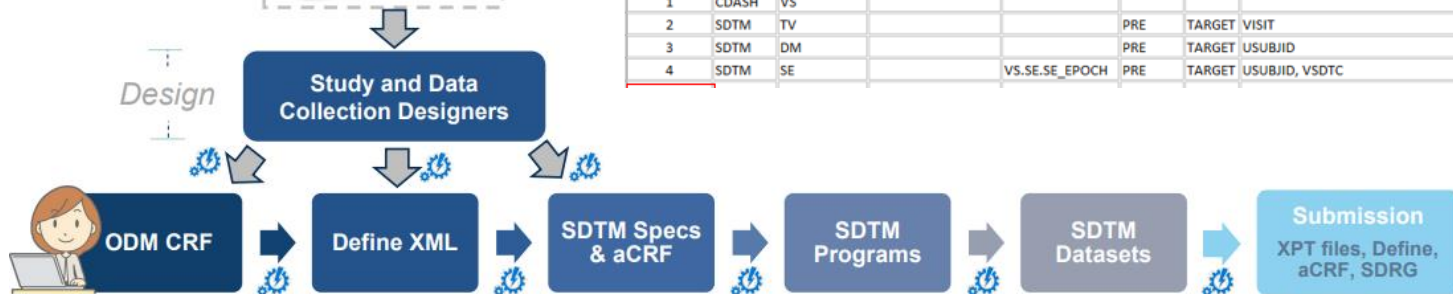 1 CDASH VS
2 SDTM TV PRE TARGET VISIT
3 SDTM DM PRE TARGET USUBJID
4 SDTM SE VS.SE.SE_EPOCH PRE TARGET USUBJID, VSDTC
Design
Study and Data
Collection Designers
ODM CRF
Define XML
SDTM Specs
& aCRF
SDTM
Programs
SDTM
Datasets
Submission
XPT files, Define,
aCRF, SDRG